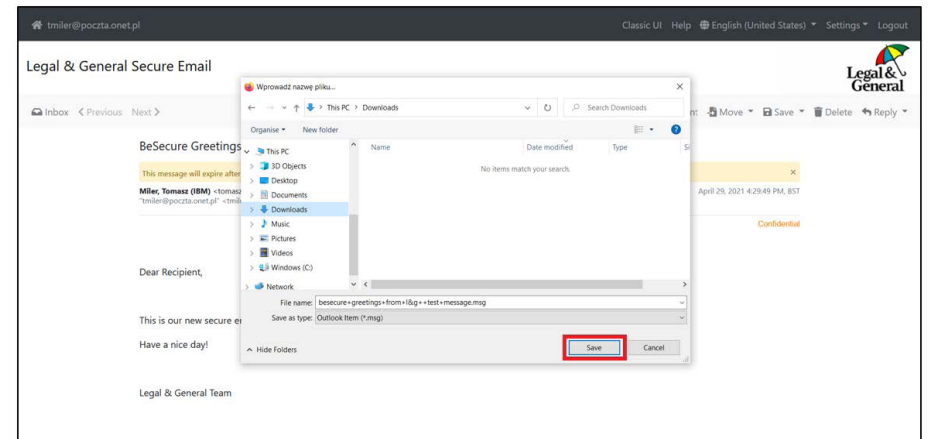 tmiler@poczta.onet.pl Classic UI Help English (United States) Settings Logout
Legal & General Secure Email
Legal &
General
Inbox Previous Next Move Save Delete Reply
BeSecure Greetings
This message will expire after
Miler, Tomasz (IBM) April 29, 2021 4:29:49 PM, BST
"tmiler@poczta.onet.pl"
Confidential
Dear Recipient,
This is our new secure
Have a nice day!
Legal & General Team
Wprowadź nazwę pliku...
This PC > Downloads Search Downloads
Organise New folder
Name Date modified Type
No items match your search.
This PC
3D Objects
Desktop
Documents
Downloads
Music
Pictures
Videos
Windows (C:)
Network
File name: besecure+greetings+from+l&g++test+message.msg
Save as type: Outlook Item (*.msg)
Hide Folders Save Cancel